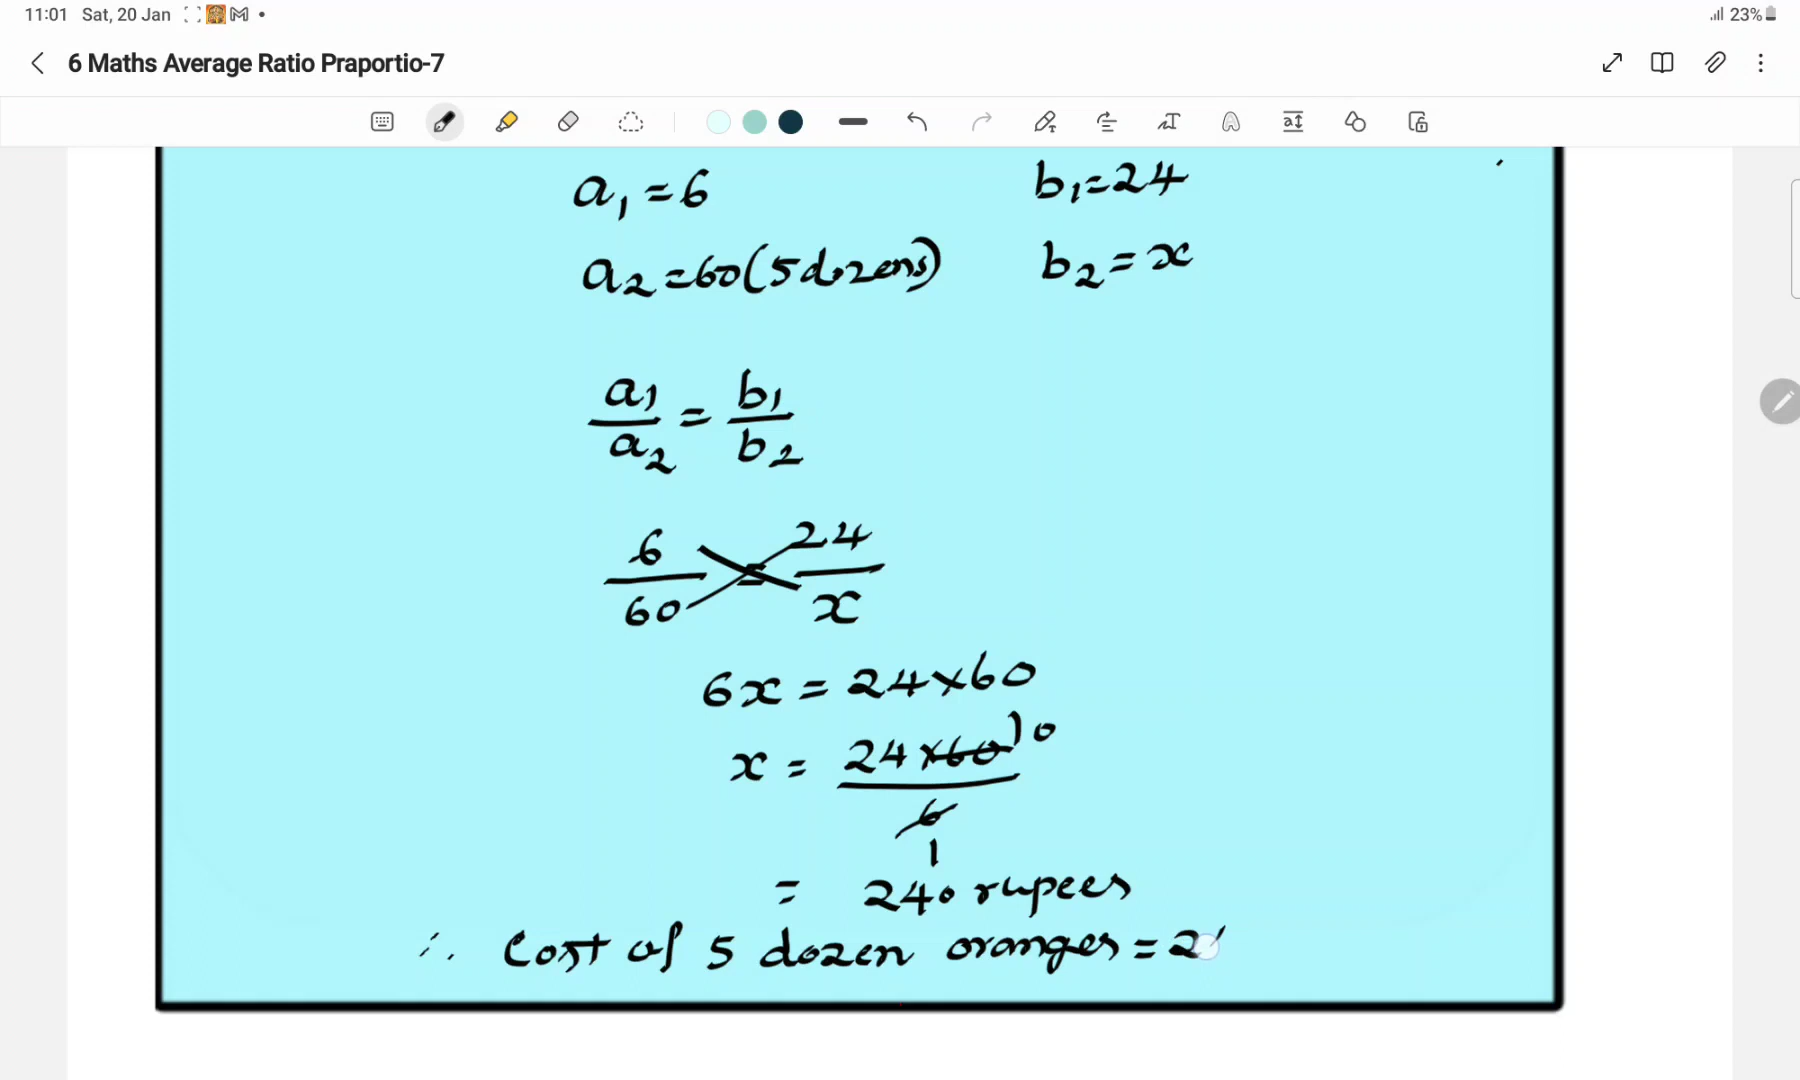 11:01 Sat, 20 Jan 23%
6 Maths Average Ratio Praportio-7
a₁ = 6 b₁ = 24
a₂ = 60 (5 dozens) b₂ = x
a₁/a₂ = b₁/b₂
6/60 = 24/x
6x = 24 × 60
x = 24 × 60 10 / 6 1
= 240 rupees
∴ Cost of 5 dozen oranges = 2